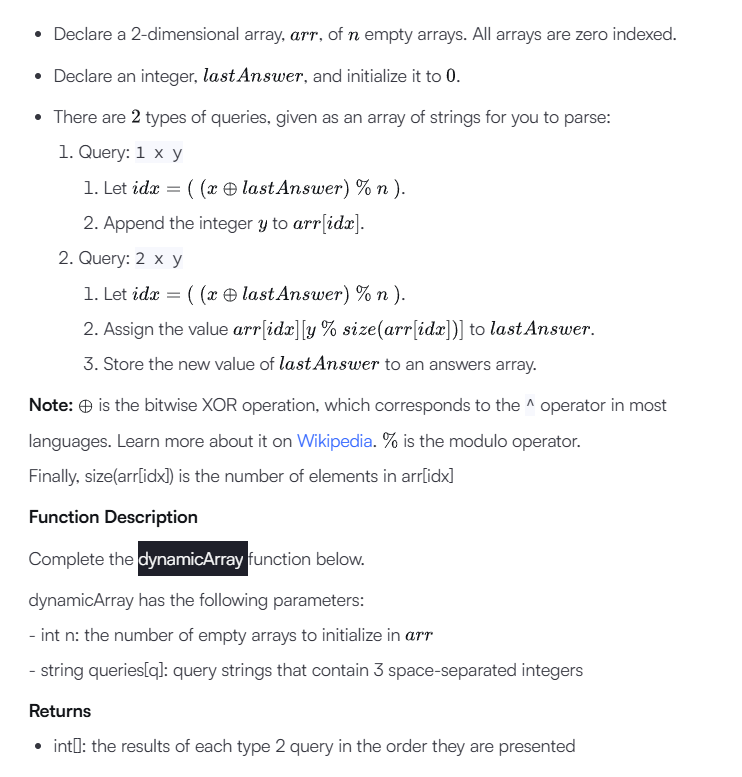 • Declare a 2-dimensional array, arr, of n empty arrays. All arrays are zero indexed.
• Declare an integer, lastAnswer, and initialize it to 0.
• There are 2 types of queries, given as an array of strings for you to parse:
1. Query: 1 x y
1. Let idx = ( (x ⊕ lastAnswer) % n ).
2. Append the integer y to arr[idx].
2. Query: 2 x y
1. Let idx = ( (x ⊕ lastAnswer) % n ).
2. Assign the value arr[idx][y % size(arr[idx])] to lastAnswer.
3. Store the new value of lastAnswer to an answers array.
Note: ⊕ is the bitwise XOR operation, which corresponds to the ^ operator in most
languages. Learn more about it on Wikipedia. % is the modulo operator.
Finally, size(arr[idx]) is the number of elements in arr[idx]
Function Description
Complete the dynamicArray function below.
dynamicArray has the following parameters:
- int n: the number of empty arrays to initialize in arr
- string queries[q]: query strings that contain 3 space-separated integers
Returns
• int[]: the results of each type 2 query in the order they are presented